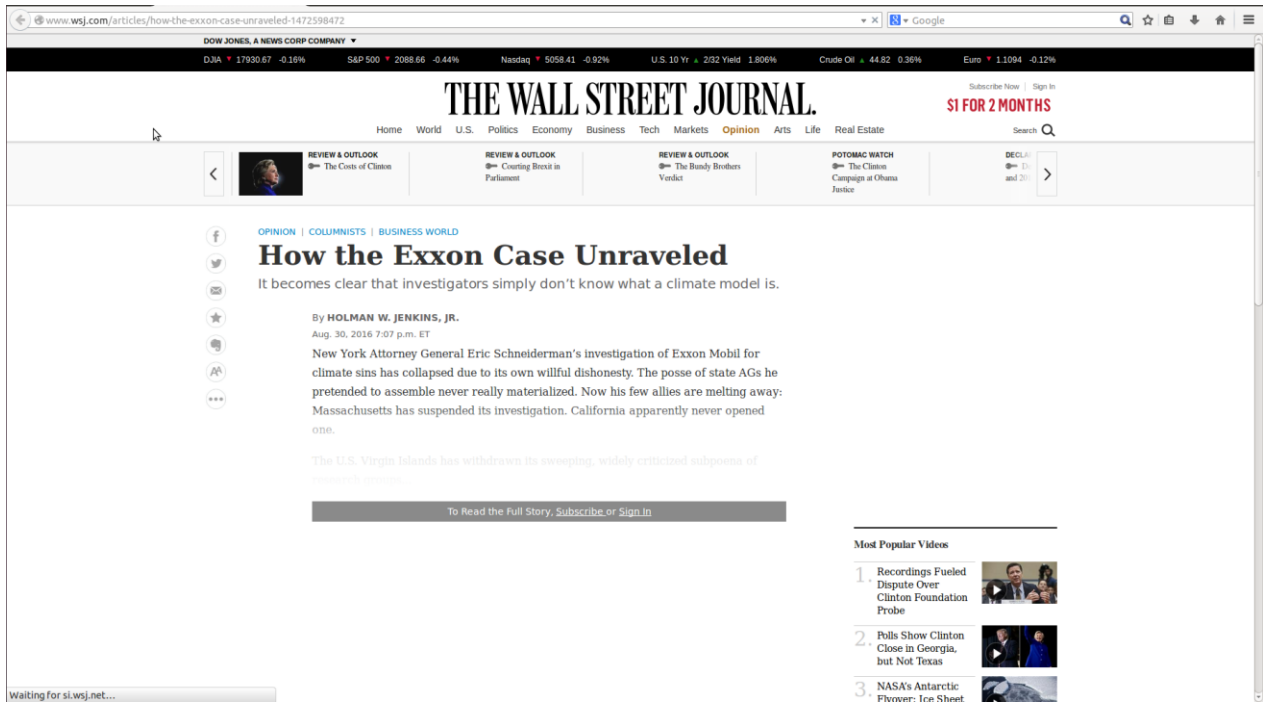 www.wsj.com/articles/how-the-exxon-case-unraveled-1472598472
Google
DOW JONES, A NEWS CORP COMPANY
DJIA 17930.67 -0.16% S&P 500 2088.66 -0.44% Nasdaq 5058.41 -0.92% U.S. 10 Yr 2/32 Yield 1.806% Crude Oil 44.82 0.36% Euro 1.1094 -0.12%
THE WALL STREET JOURNAL.
Subscribe Now | Sign In
$1 FOR 2 MONTHS
Home World U.S. Politics Economy Business Tech Markets Opinion Arts Life Real Estate
Search
REVIEW & OUTLOOK
The Costs of Clinton
REVIEW & OUTLOOK
Courting Brexit in
Parliament
REVIEW & OUTLOOK
The Bundy Brothers
Verdict
POTOMAC WATCH
The Clinton
Campaign at Obama
Justice
DECLA
and 20
OPINION | COLUMNISTS | BUSINESS WORLD
How the Exxon Case Unraveled
It becomes clear that investigators simply don't know what a climate model is.
By HOLMAN W. JENKINS, JR.
Aug. 30, 2016 7:07 p.m. ET
New York Attorney General Eric Schneiderman's investigation of Exxon Mobil for
climate sins has collapsed due to its own willful dishonesty. The posse of state AGs he
pretended to assemble never really materialized. Now his few allies are melting away:
Massachusetts has suspended its investigation. California apparently never opened
one.
The U.S. Virgin Islands has withdrawn its sweeping, widely criticized subpoena of
To Read the Full Story, Subscribe or Sign In
Most Popular Videos
1. Recordings Fueled
Dispute Over
Clinton Foundation
Probe
2. Polls Show Clinton
Close in Georgia,
but Not Texas
3. NASA's Antarctic
Flyover: Ice Sheet
Waiting for si.wsj.net...